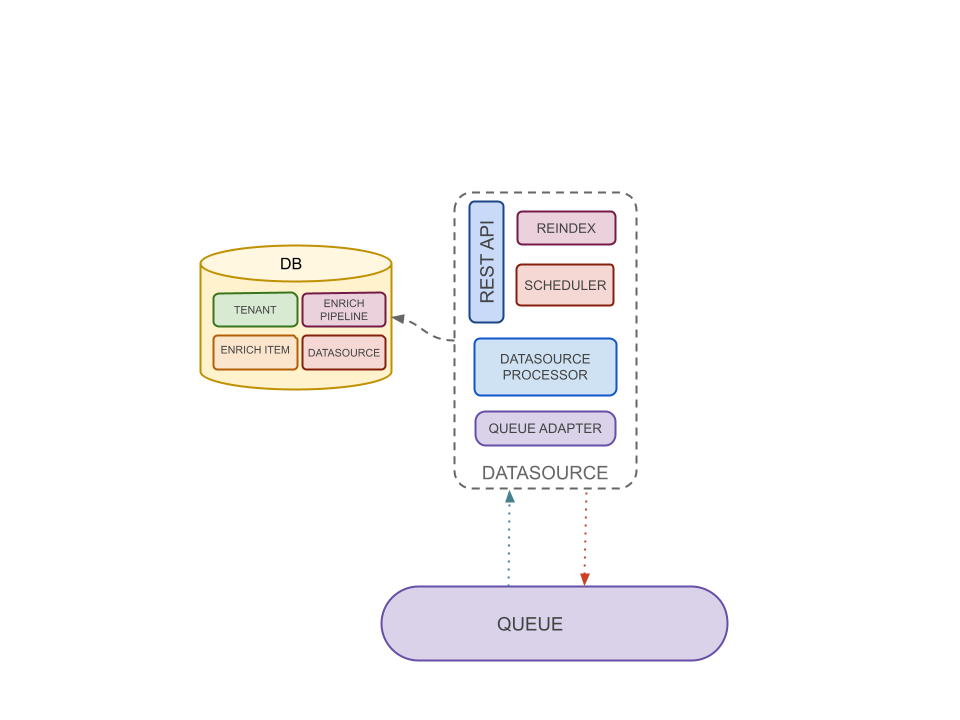 DB
TENANT
ENRICH
PIPELINE
ENRICH ITEM
DATASOURCE
REST API
REINDEX
SCHEDULER
DATASOURCE
PROCESSOR
QUEUE ADAPTER
DATASOURCE
QUEUE